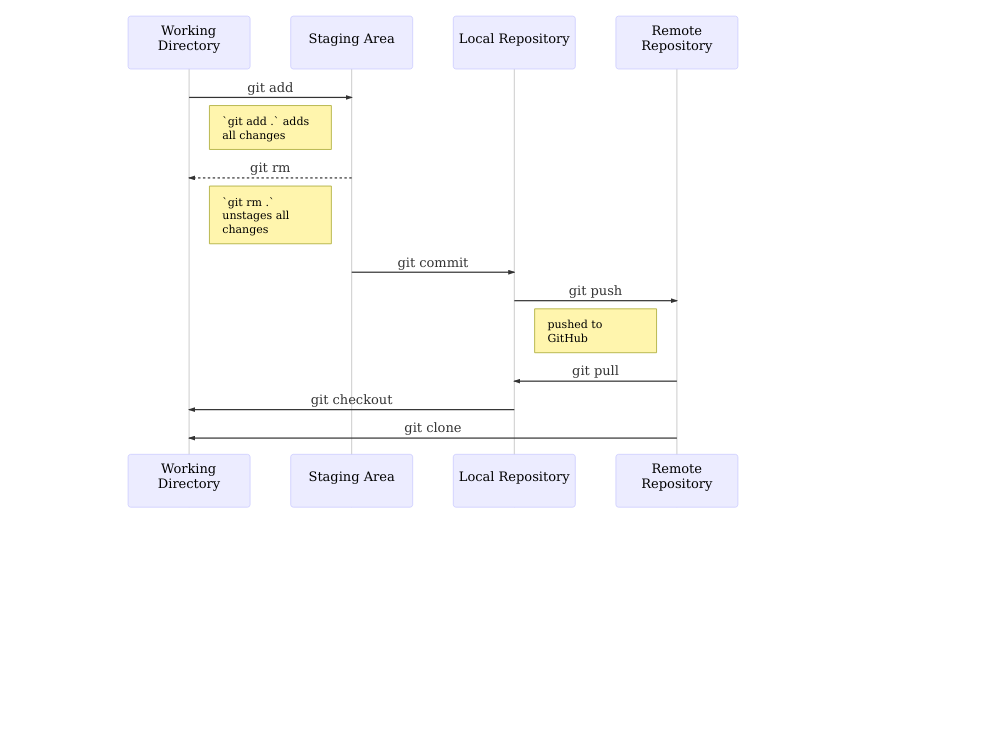 Working
Directory
Staging Area
Local Repository
Remote
Repository
git add
`git add .` adds
all changes
git rm
`git rm .`
unstages all
changes
git commit
git push
pushed to
GitHub
git pull
git checkout
git clone
Working
Directory
Staging Area
Local Repository
Remote
Repository